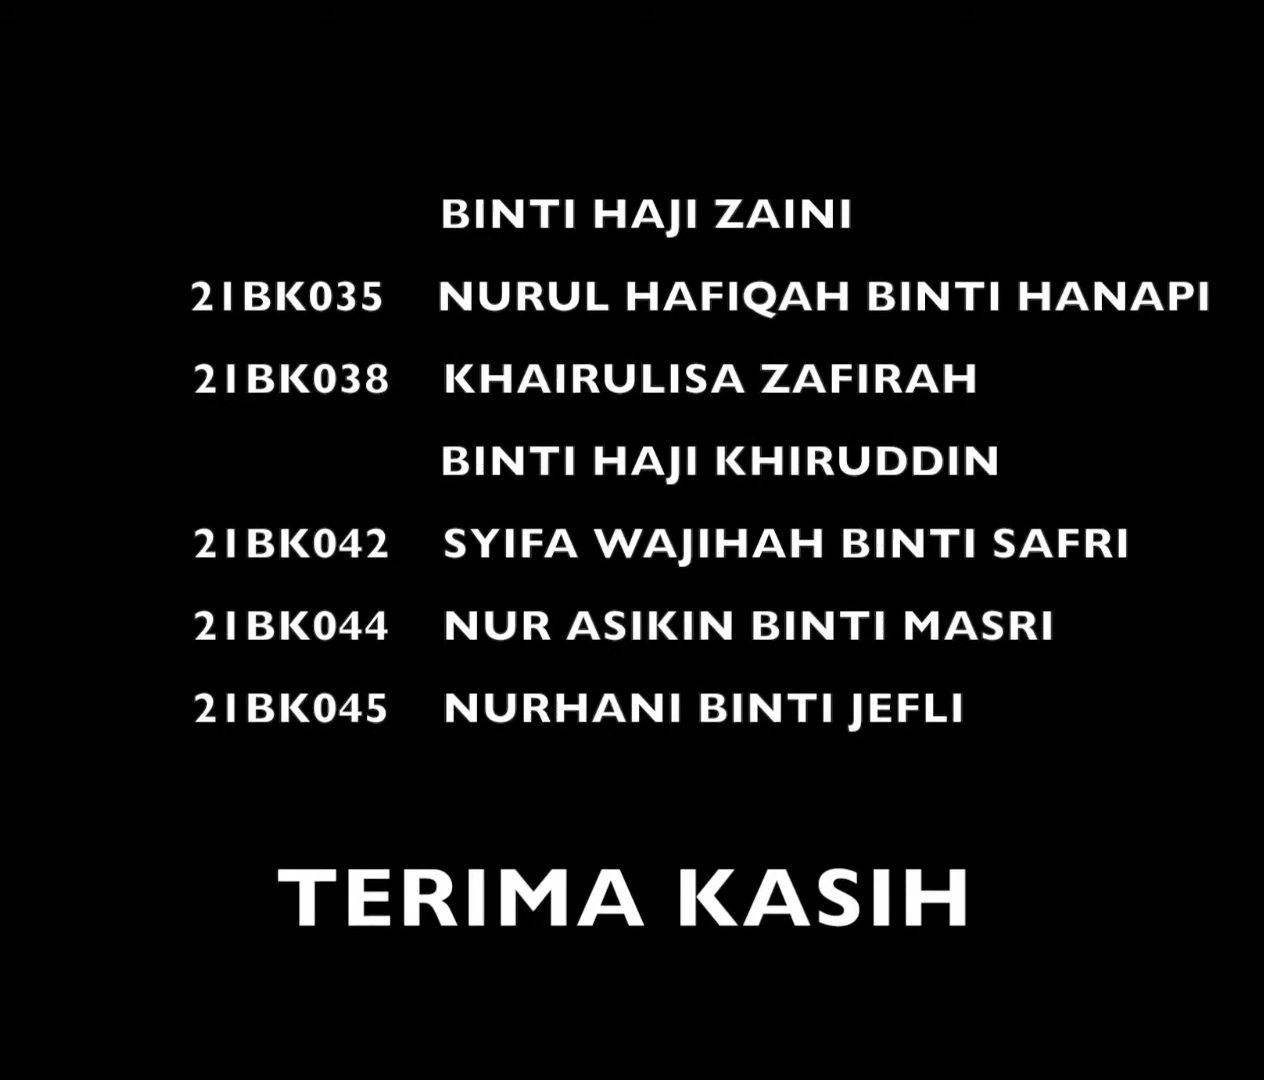 BINTI HAJI ZAINI
21BK035 NURUL HAFIQAH BINTI HANAPI
21BK038 KHAIRULISA ZAFIRAH
BINTI HAJI KHIRUDDIN
21BK042 SYIFA WAJIHAH BINTI SAFRI
21BK044 NUR ASIKIN BINTI MASRI
21BK045 NURHANI BINTI JEFLI
TERIMA KASIH